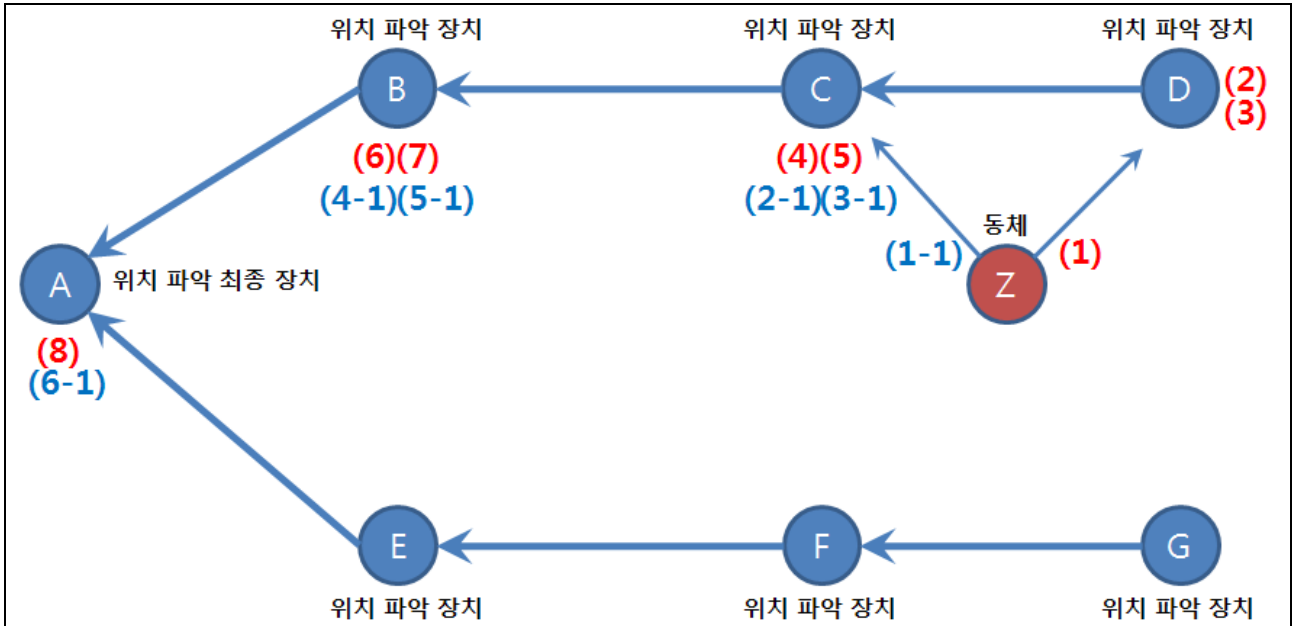 위치 파악 장치
위치 파악 장치
위치 파악 장치
B
C
D
(2)
(3)
(6)(7)
(4-1)(5-1)
(4)(5)
(2-1)(3-1)
동체
(1-1)
Z
(1)
A
위치 파악 최종 장치
(8)
(6-1)
E
F
G
위치 파악 장치
위치 파악 장치
위치 파악 장치